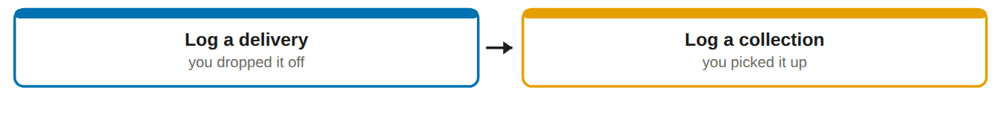 Log a delivery
you dropped it off
Log a collection
you picked it up